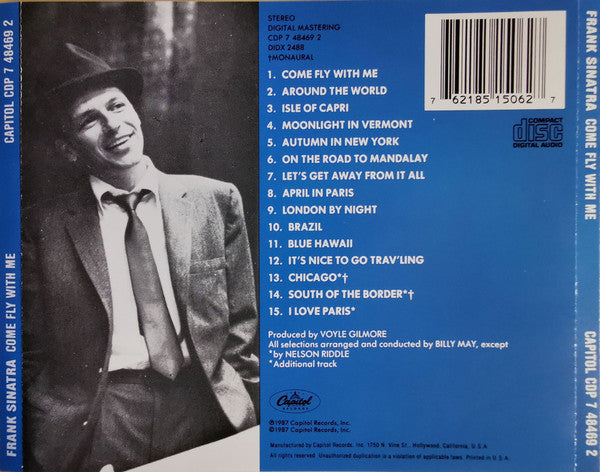 CAPITOL CDP 7 48469 2
FRANK SINATRA COME FLY WITH ME
STEREO
DIGITAL MASTERING
CDP 7 48469 2
DIDX 2488
†MONAURAL
1. COME FLY WITH ME
2. AROUND THE WORLD
3. ISLE OF CAPRI
4. MOONLIGHT IN VERMONT
5. AUTUMN IN NEW YORK
6. ON THE ROAD TO MANDALAY
7. LET'S GET AWAY FROM IT ALL
8. APRIL IN PARIS
9. LONDON BY NIGHT
10. BRAZIL
11. BLUE HAWAII
12. IT'S NICE TO GO TRAV'LING
13. CHICAGO*†
14. SOUTH OF THE BORDER*†
15. I LOVE PARIS*
Produced by VOYLE GILMORE
All selections arranged and conducted by BILLY MAY, except
*by NELSON RIDDLE
*Additional track
Capitol
RECORDS
℗1987 Capitol Records, Inc.
©1987 Capitol Records, Inc.
Manufactured by Capitol Records, Inc. 1750 N. Vine St., Hollywood, California, U.S.A.
All rights reserved. Unauthorized duplication is a violation of applicable laws. Printed in U.S.A.
7 62185 15062 7
COMPACT
disc
DIGITAL AUDIO
FRANK SINATRA COME FLY WITH ME
CAPITOL CDP 7 48469 2